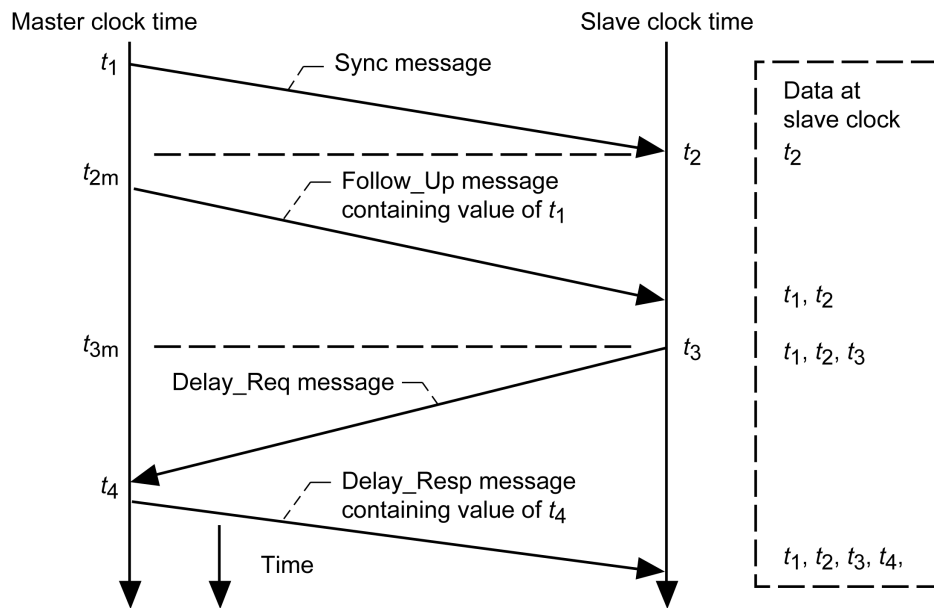 Master clock time
Slave clock time
t1
Sync message
Data at
slave clock
t2
t2
t2m
Follow_Up message
containing value of t1
t1, t2
t3m
t3
t1, t2, t3
Delay_Req message
t4
Delay_Resp message
containing value of t4
Time
t1, t2, t3, t4,